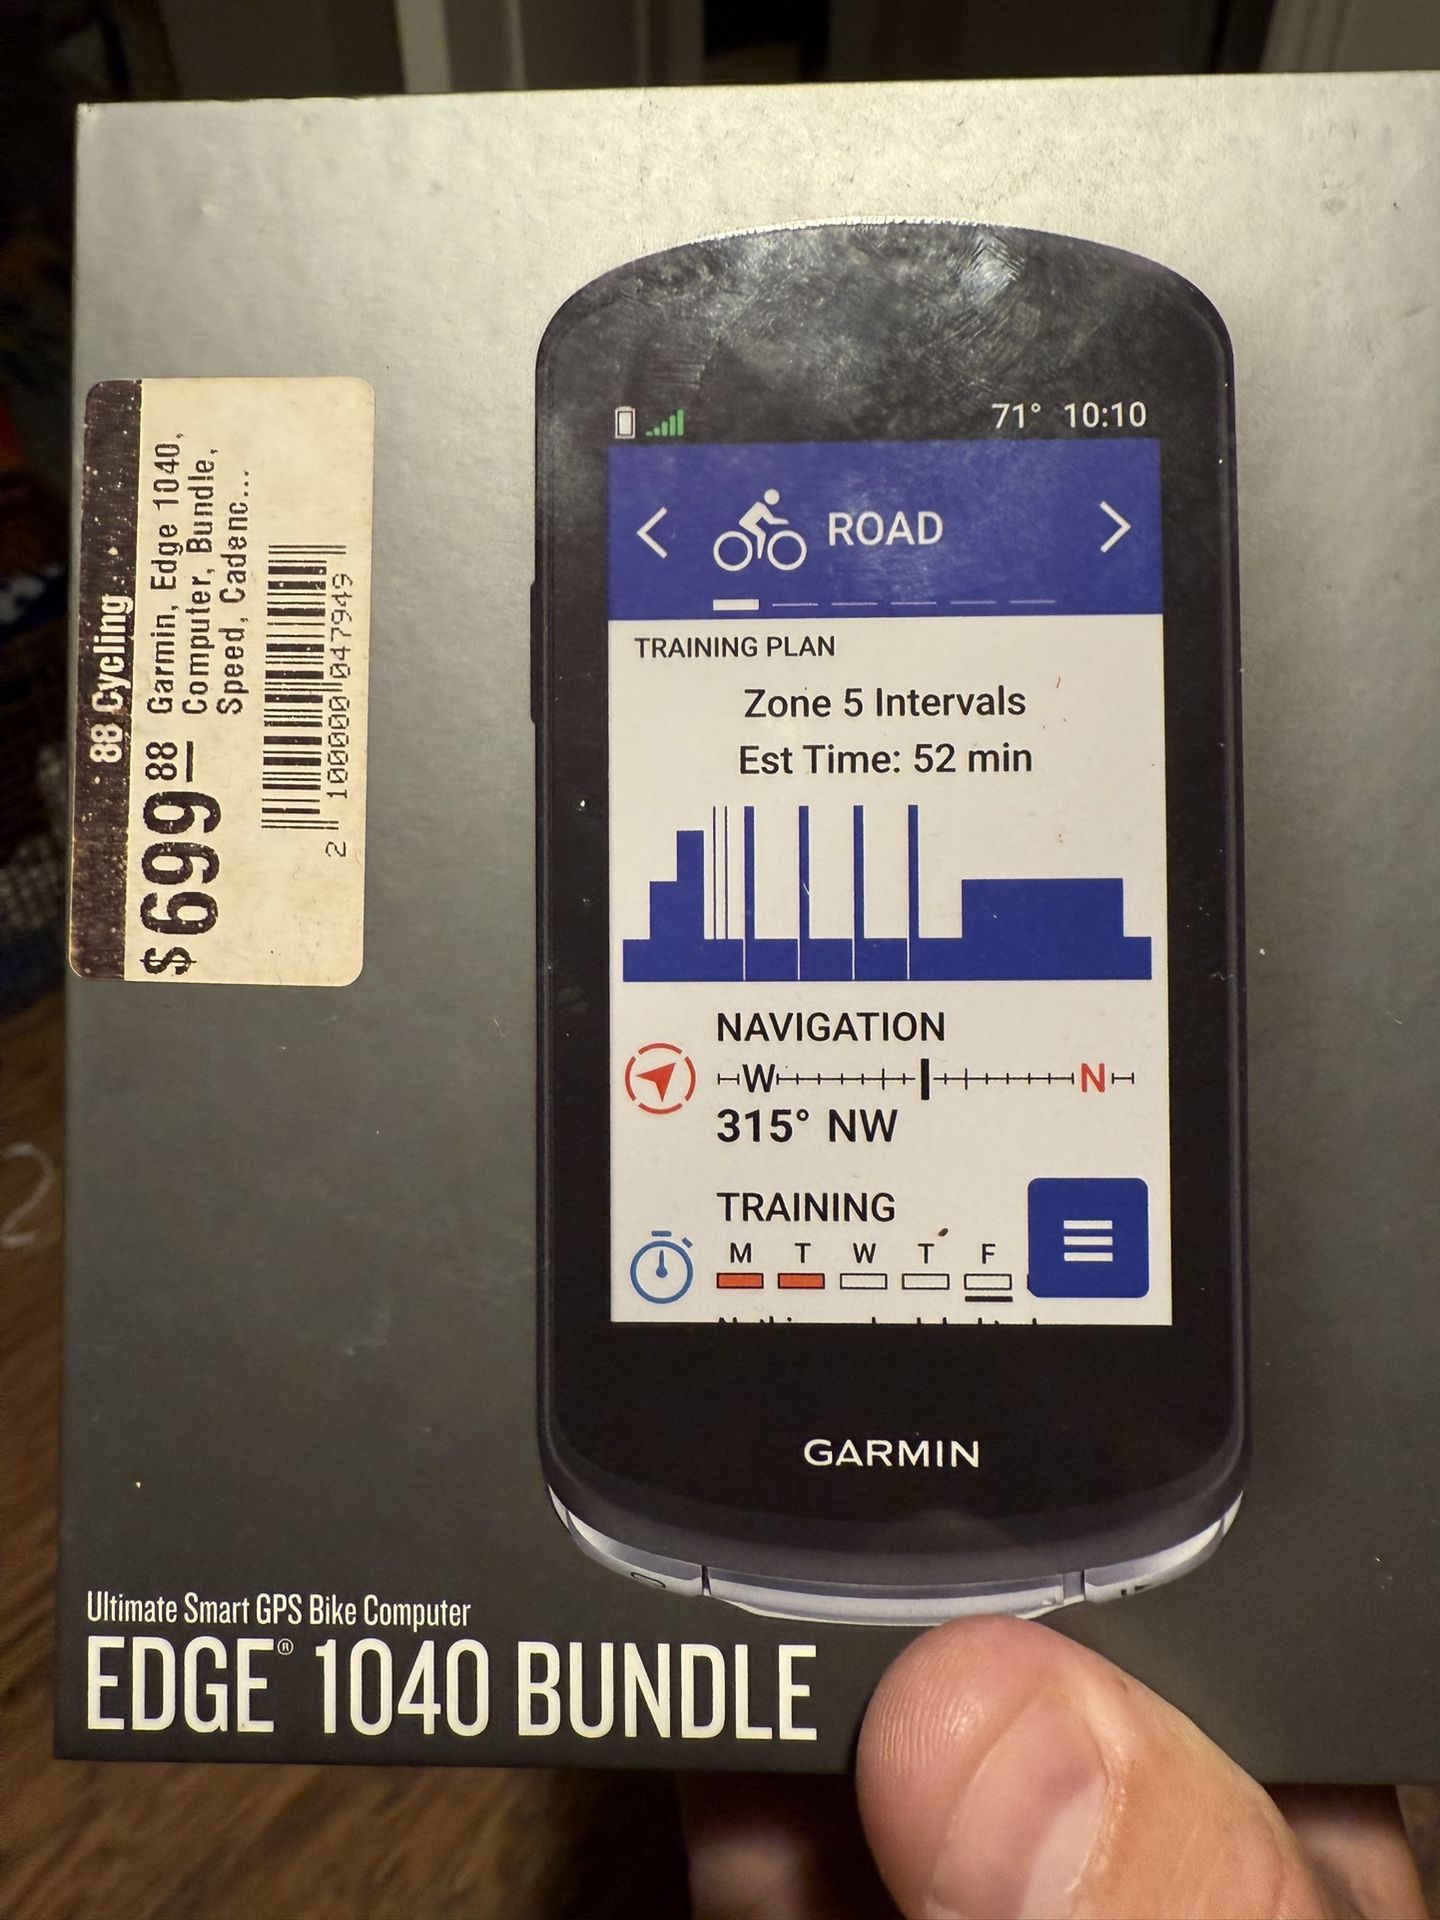 88 Cycling
$699 88
Garmin, Edge 1040,
Computer, Bundle,
Speed, Cadenc...
2 100000 047949
71° 10:10
ROAD
TRAINING PLAN
Zone 5 Intervals
Est Time: 52 min
NAVIGATION
W N
315° NW
TRAINING
M T W T F
GARMIN
Ultimate Smart GPS Bike Computer
EDGE® 1040 BUNDLE